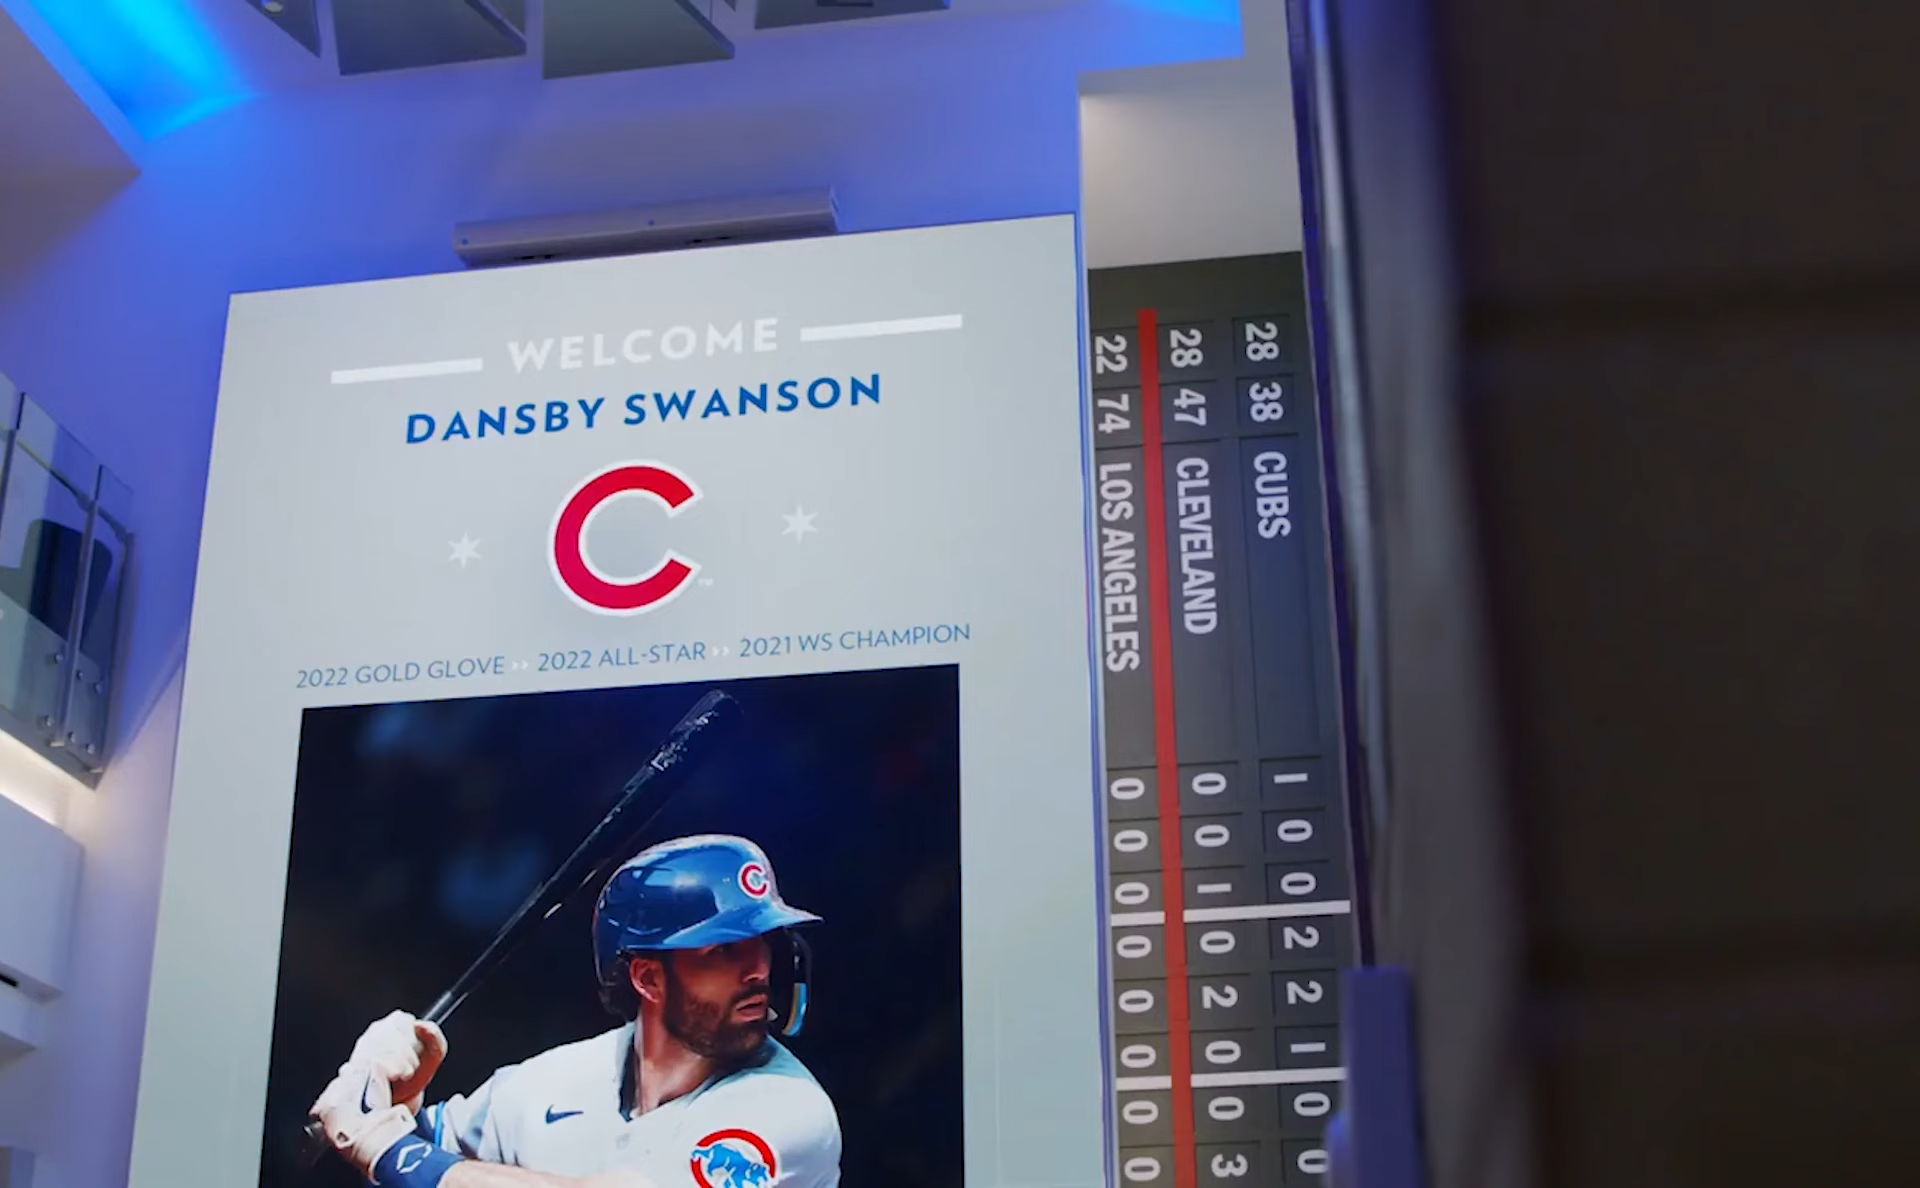 WELCOME
DANSBY SWANSON
C
TM
2022 GOLD GLOVE ›› 2022 ALL-STAR ›› 2021 WS CHAMPION
C
28 38 CUBS 1 0 0 2 2 1 0 0
28 47 CLEVELAND 0 0 1 0 2 0 0 3
22 74 LOS ANGELES 0 0 0 0 0 0 0 0